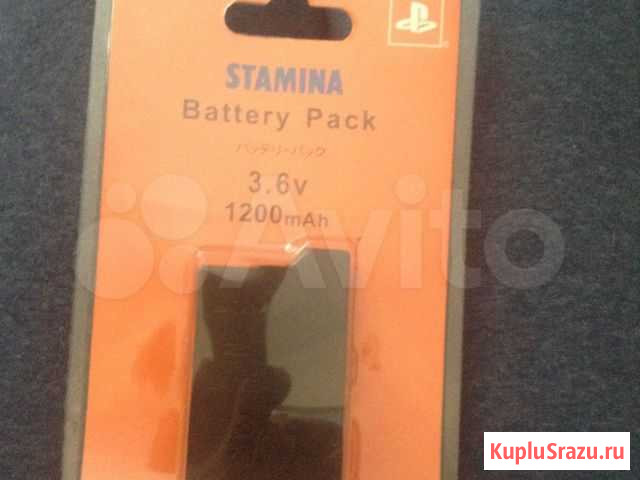 STAMINA
Battery Pack
バッテリーパック
3.6v
1200mAh
Avito
KupluSrazu.ru